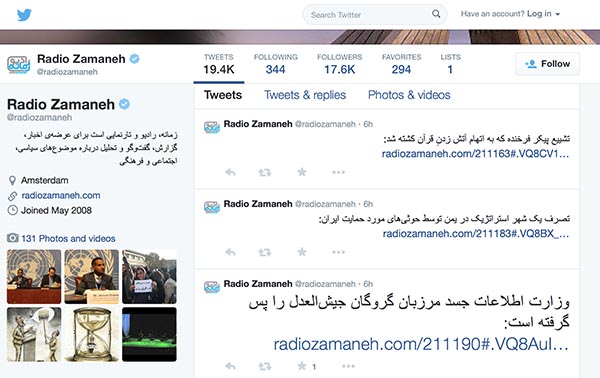 Search Twitter
Have an account? Log in
Radio Zamaneh
@radiozamaneh
TWEETS
19.4K
FOLLOWING
344
FOLLOWERS
17.6K
FAVORITES
294
LISTS
1
Follow
Radio Zamaneh
@radiozamaneh
زمانه، رادیو و تارنمایی است برای عرضه‌ی اخبار،
گزارش، گفت‌وگو و تحلیل درباره موضوع‌های سیاسی،
اجتماعی و فرهنگی
Amsterdam
radiozamaneh.com
Joined May 2008
131 Photos and videos
Tweets
Tweets & replies
Photos & videos
Radio Zamaneh @radiozamaneh · 6h
تشییع پیکر فرخنده که به اتهام آتش زدنِ قرآن کشته شد:
radiozamaneh.com/211163#.VQ8CV1…
Radio Zamaneh @radiozamaneh · 6h
تصرف یک شهر استراتژیک در یمن توسط حوثی‌های مورد حمایت ایران:
radiozamaneh.com/211183#.VQ8BX_…
Radio Zamaneh @radiozamaneh · 6h
وزارت اطلاعات جسد مرزبان گروگان جیش‌العدل را پس
گرفته است:
radiozamaneh.com/211190#.VQ8AuI…
1